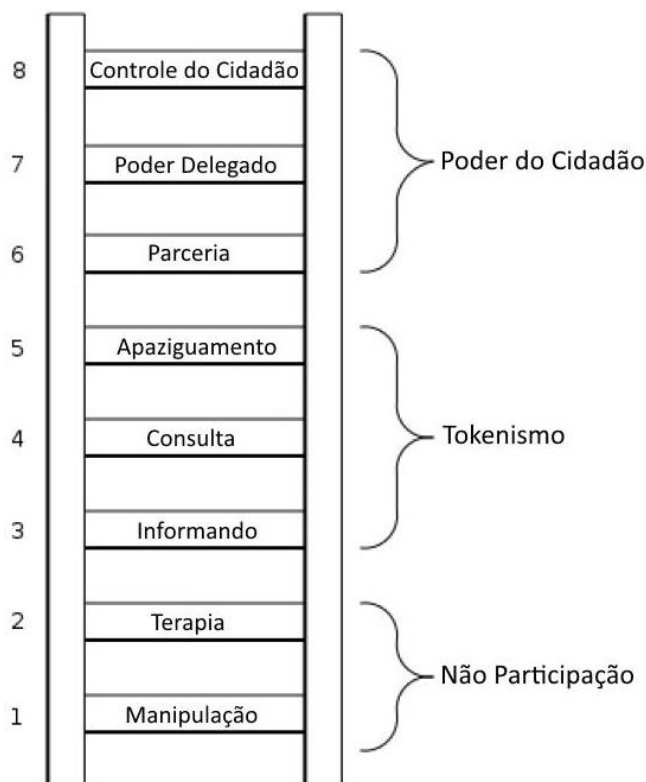 8 Controle do Cidadão
7 Poder Delegado
Poder do Cidadão
6 Parceria
5 Apaziguamento
4 Consulta
Tokenismo
3 Informando
2 Terapia
Não Participação
1 Manipulação